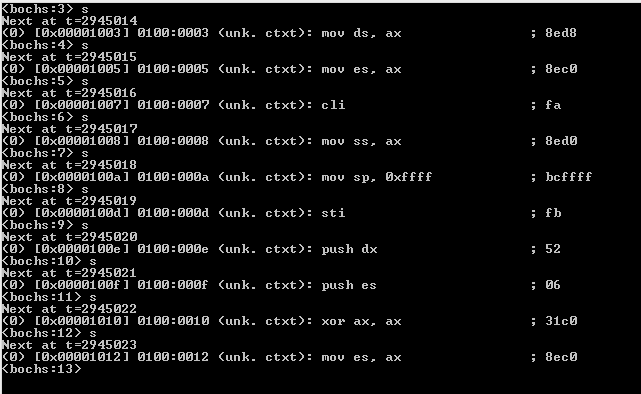 <bochs:3> s
Next at t=2945014
(0) [0x00001003] 0100:0003 (unk. ctxt): mov ds, ax ; 8ed8
<bochs:4> s
Next at t=2945015
(0) [0x00001005] 0100:0005 (unk. ctxt): mov es, ax ; 8ec0
<bochs:5> s
Next at t=2945016
(0) [0x00001007] 0100:0007 (unk. ctxt): cli ; fa
<bochs:6> s
Next at t=2945017
(0) [0x00001008] 0100:0008 (unk. ctxt): mov ss, ax ; 8ed0
<bochs:7> s
Next at t=2945018
(0) [0x0000100a] 0100:000a (unk. ctxt): mov sp, 0xffff ; bcffff
<bochs:8> s
Next at t=2945019
(0) [0x0000100d] 0100:000d (unk. ctxt): sti ; fb
<bochs:9> s
Next at t=2945020
(0) [0x0000100e] 0100:000e (unk. ctxt): push dx ; 52
<bochs:10> s
Next at t=2945021
(0) [0x0000100f] 0100:000f (unk. ctxt): push es ; 06
<bochs:11> s
Next at t=2945022
(0) [0x00001010] 0100:0010 (unk. ctxt): xor ax, ax ; 31c0
<bochs:12> s
Next at t=2945023
(0) [0x00001012] 0100:0012 (unk. ctxt): mov es, ax ; 8ec0
<bochs:13>